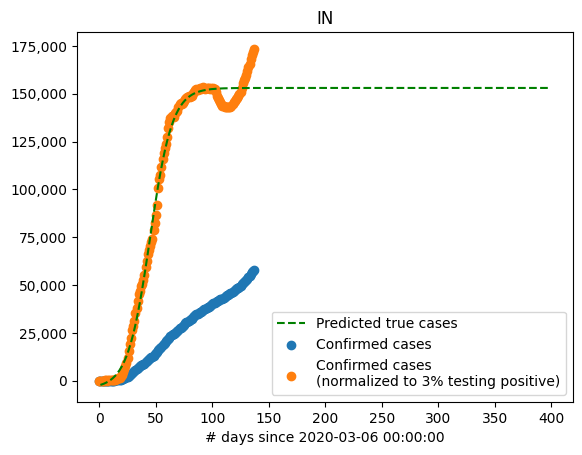 IN
175,000
150,000
125,000
100,000
75,000
50,000
25,000
0
0 50 100 150 200 250 300 350 400
# days since 2020-03-06 00:00:00
Predicted true cases
Confirmed cases
Confirmed cases
(normalized to 3% testing positive)